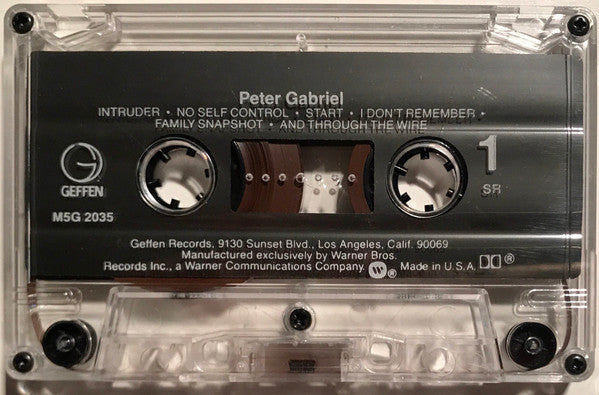 Peter Gabriel
INTRUDER • NO SELF CONTROL • START • I DON'T REMEMBER •
FAMILY SNAPSHOT • AND THROUGH THE WIRE
G
GEFFEN
M5G 2035
1
SR
Geffen Records, 9130 Sunset Blvd., Los Angeles, Calif. 90069
Manufactured exclusively by Warner Bros.
Records Inc., a Warner Communications Company. W ® Made in U.S.A. ®